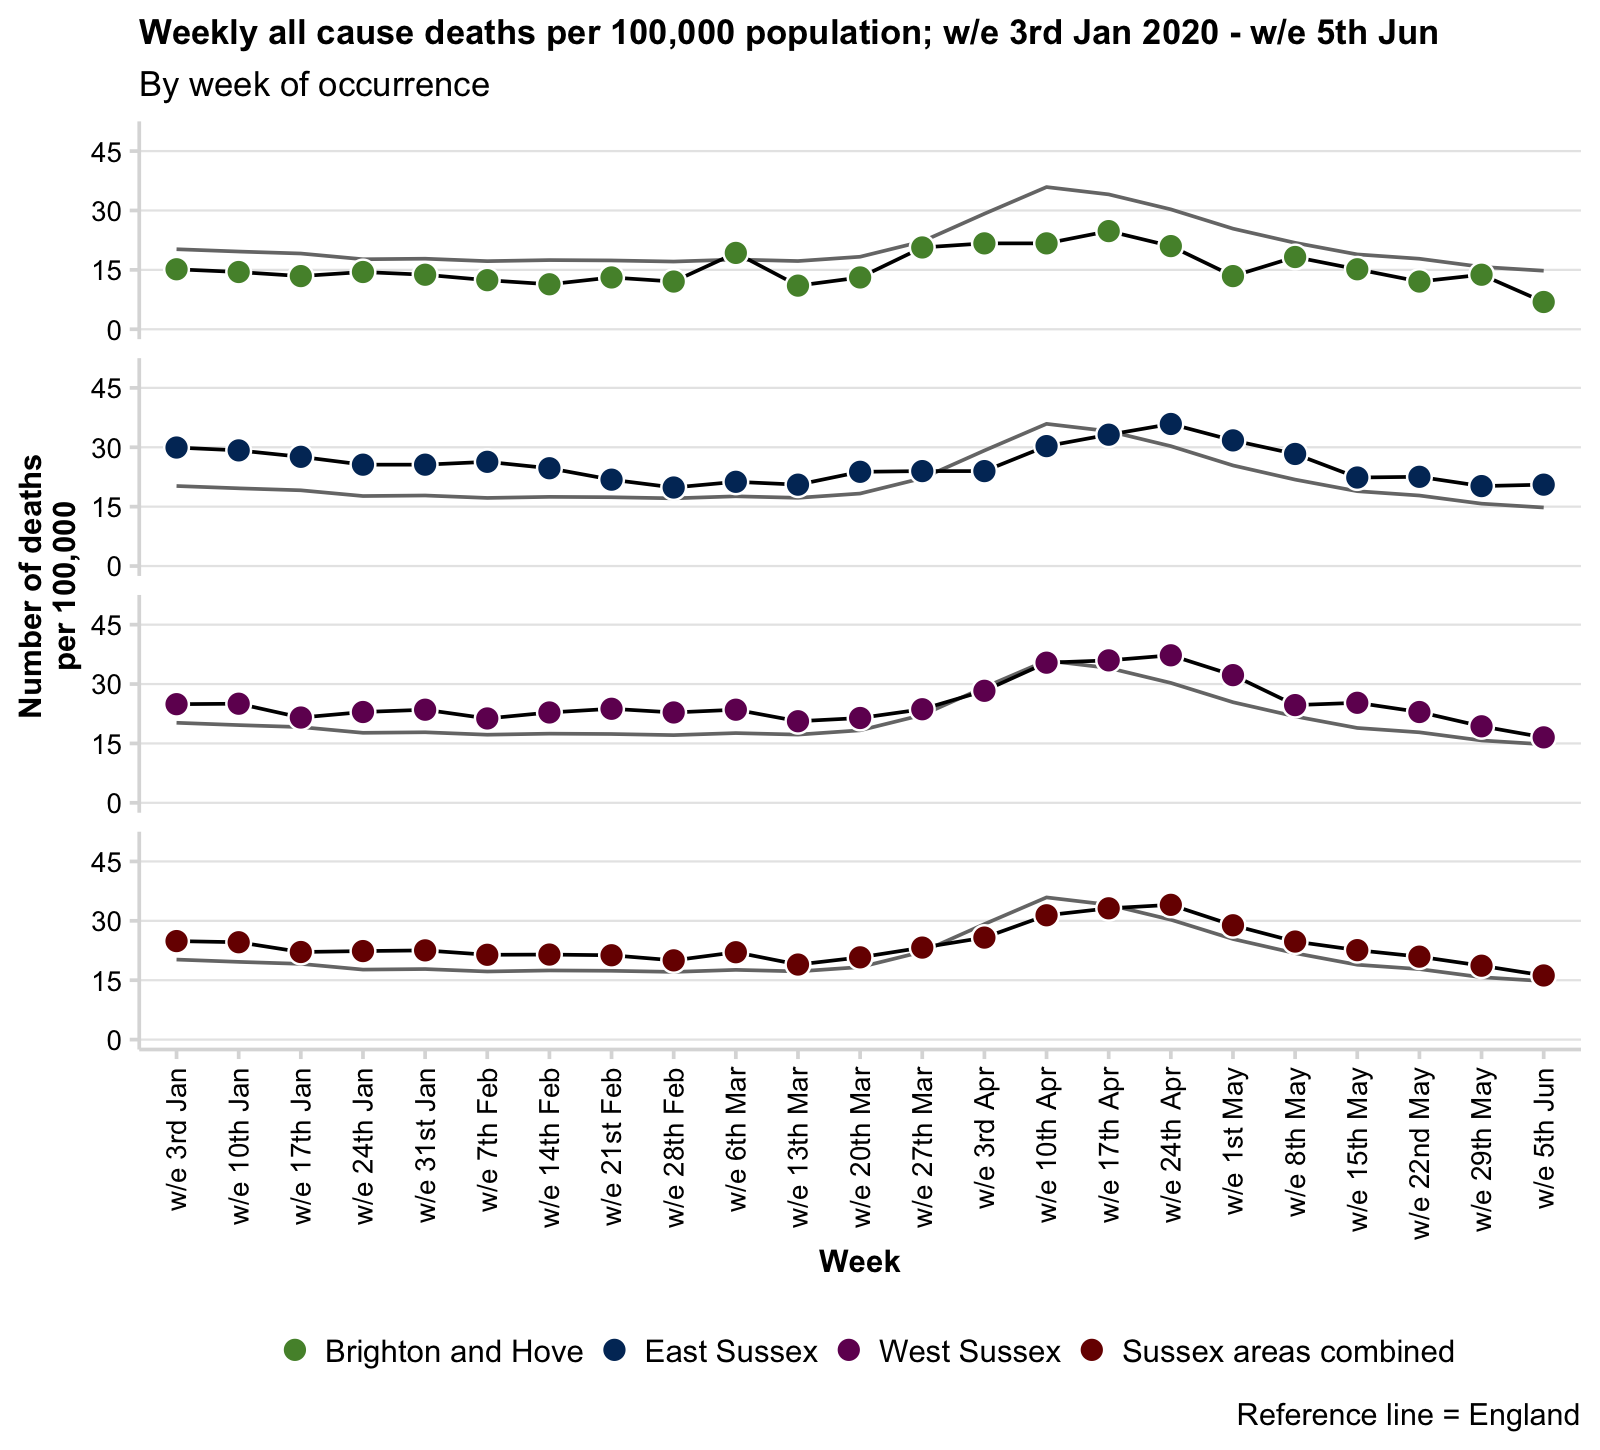 Weekly all cause deaths per 100,000 population; w/e 3rd Jan 2020 - w/e 5th Jun
By week of occurrence
Number of deaths
per 100,000
45
30
15
0
45
30
15
0
45
30
15
0
45
30
15
0
w/e 3rd Jan
w/e 10th Jan
w/e 17th Jan
w/e 24th Jan
w/e 31st Jan
w/e 7th Feb
w/e 14th Feb
w/e 21st Feb
w/e 28th Feb
w/e 6th Mar
w/e 13th Mar
w/e 20th Mar
w/e 27th Mar
w/e 3rd Apr
w/e 10th Apr
w/e 17th Apr
w/e 24th Apr
w/e 1st May
w/e 8th May
w/e 15th May
w/e 22nd May
w/e 29th May
w/e 5th Jun
Week
Brighton and Hove
East Sussex
West Sussex
Sussex areas combined
Reference line = England